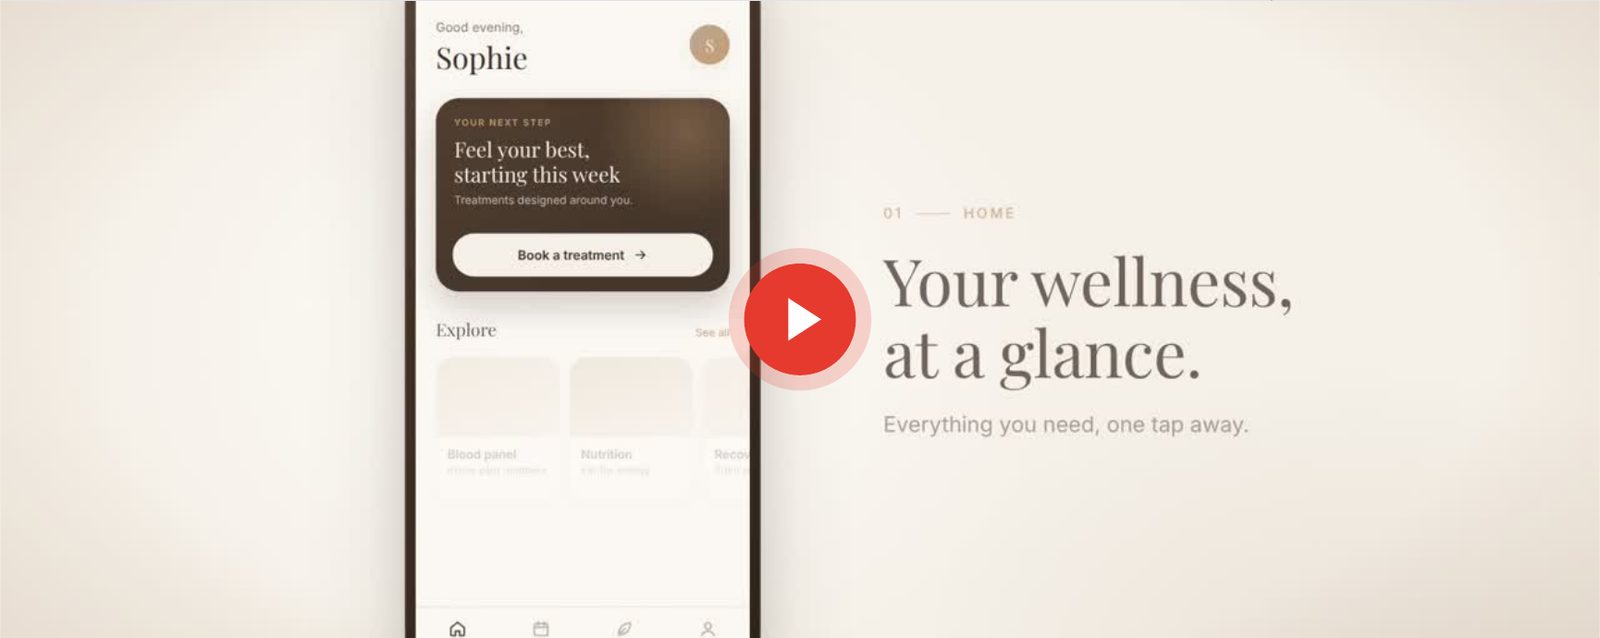 Good evening,
Sophie
S
YOUR NEXT STEP
Feel your best,
starting this week
Treatments designed around you.
Book a treatment →
Explore
See all
Blood panel
Nutrition
Recov
01 — HOME
Your wellness,
at a glance.
Everything you need, one tap away.